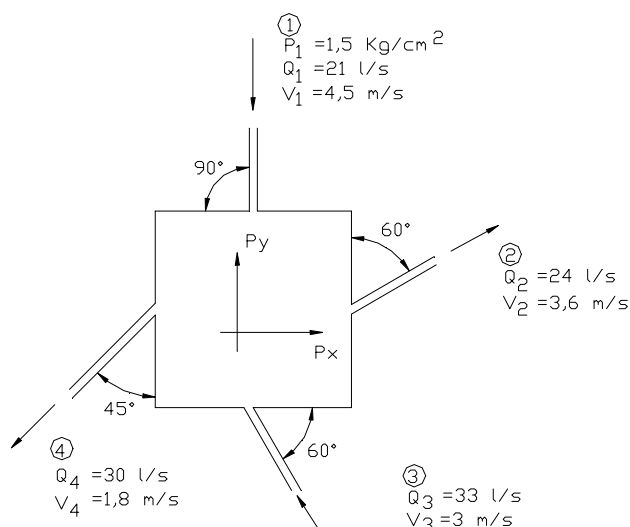 1
P1 =1,5 Kg/cm2
Q1 =21 l/s
V1 =4,5 m/s
90°
60°
Py
2
Q2 =24 l/s
V2 =3,6 m/s
Px
45°
60°
4
Q4 =30 l/s
V4 =1,8 m/s
3
Q3 =33 l/s
V3 =3 m/s